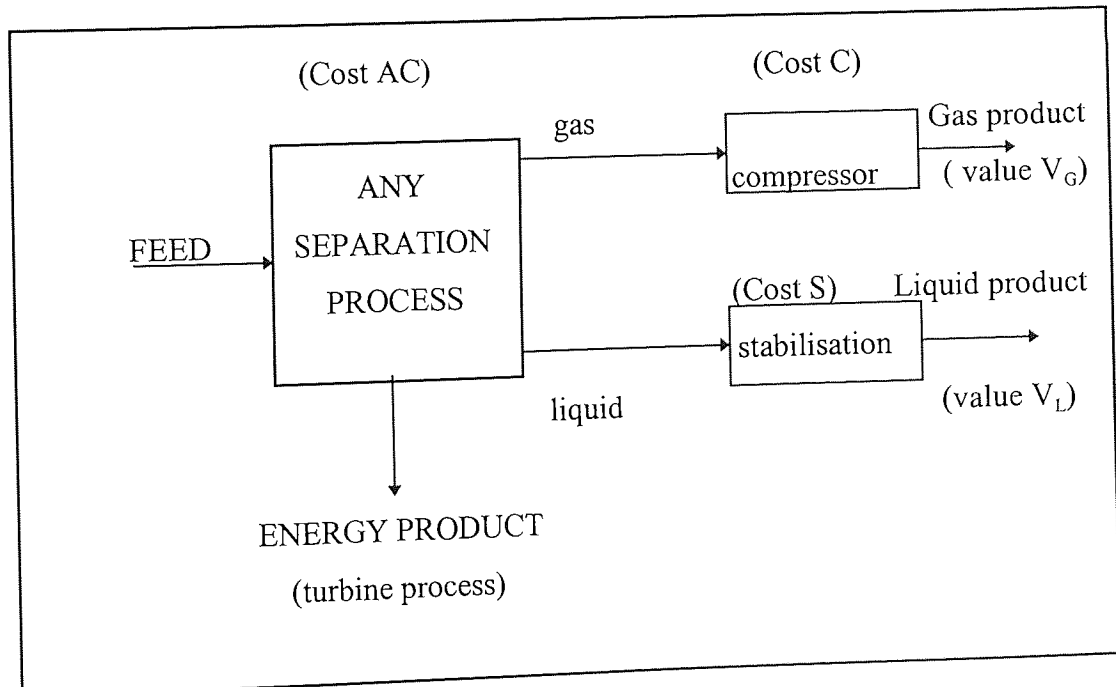 (Cost AC)
(Cost C)
gas
Gas product
( value V_G)
compressor
ANY
SEPARATION
PROCESS
FEED
(Cost S)
Liquid product
stabilisation
(value V_L)
liquid
ENERGY PRODUCT
(turbine process)